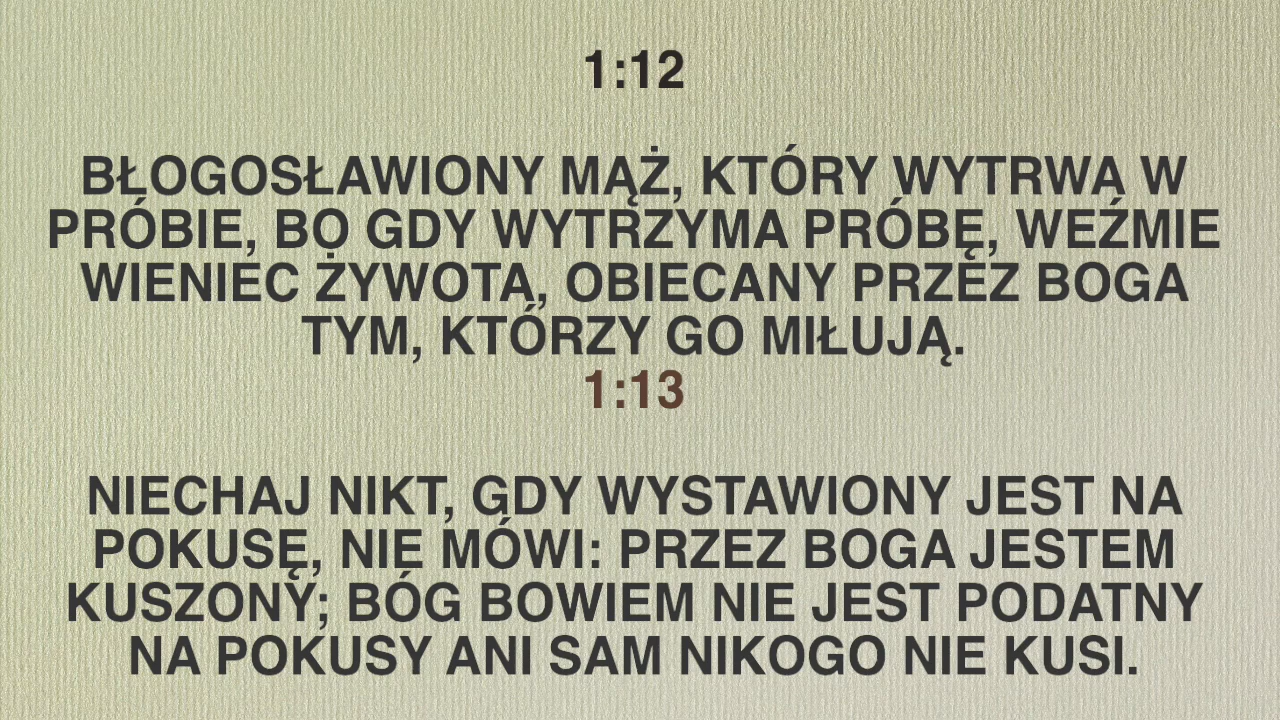 1:12
BŁOGOSŁAWIONY MĄŻ, KTÓRY WYTRWA W
PRÓBIE, BO GDY WYTRZYMA PRÓBĘ, WEŹMIE
WIENIEC ŻYWOTA, OBIECANY PRZEZ BOGA
TYM, KTÓRZY GO MIŁUJĄ.
1:13
NIECHAJ NIKT, GDY WYSTAWIONY JEST NA
POKUSĘ, NIE MÓWI: PRZEZ BOGA JESTEM
KUSZONY; BÓG BOWIEM NIE JEST PODATNY
NA POKUSY ANI SAM NIKOGO NIE KUSI.